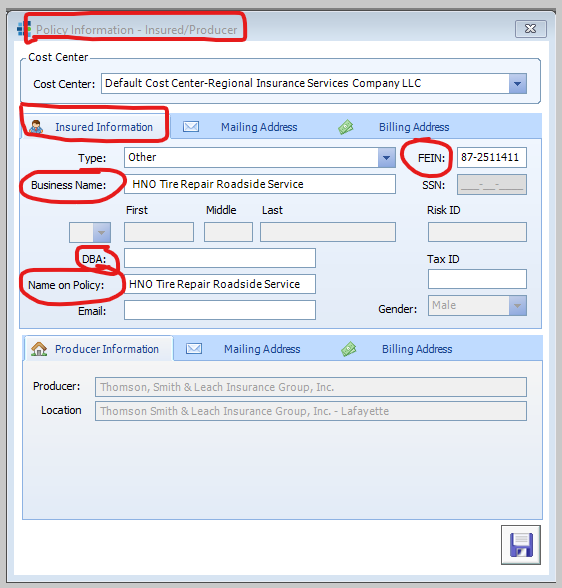 Policy Information - Insured/Producer
Cost Center
Cost Center: Default Cost Center-Regional Insurance Services Company LLC
Insured Information Mailing Address Billing Address
Type: Other FEIN: 87-2511411
Business Name: HNO Tire Repair Roadside Service SSN: ___-__-____
First Middle Last Risk ID
DBA: Tax ID
Name on Policy: HNO Tire Repair Roadside Service
Email: Gender: Male
Producer Information Mailing Address Billing Address
Producer: Thomson, Smith & Leach Insurance Group, Inc.
Location Thomson Smith & Leach Insurance Group, Inc. - Lafayette